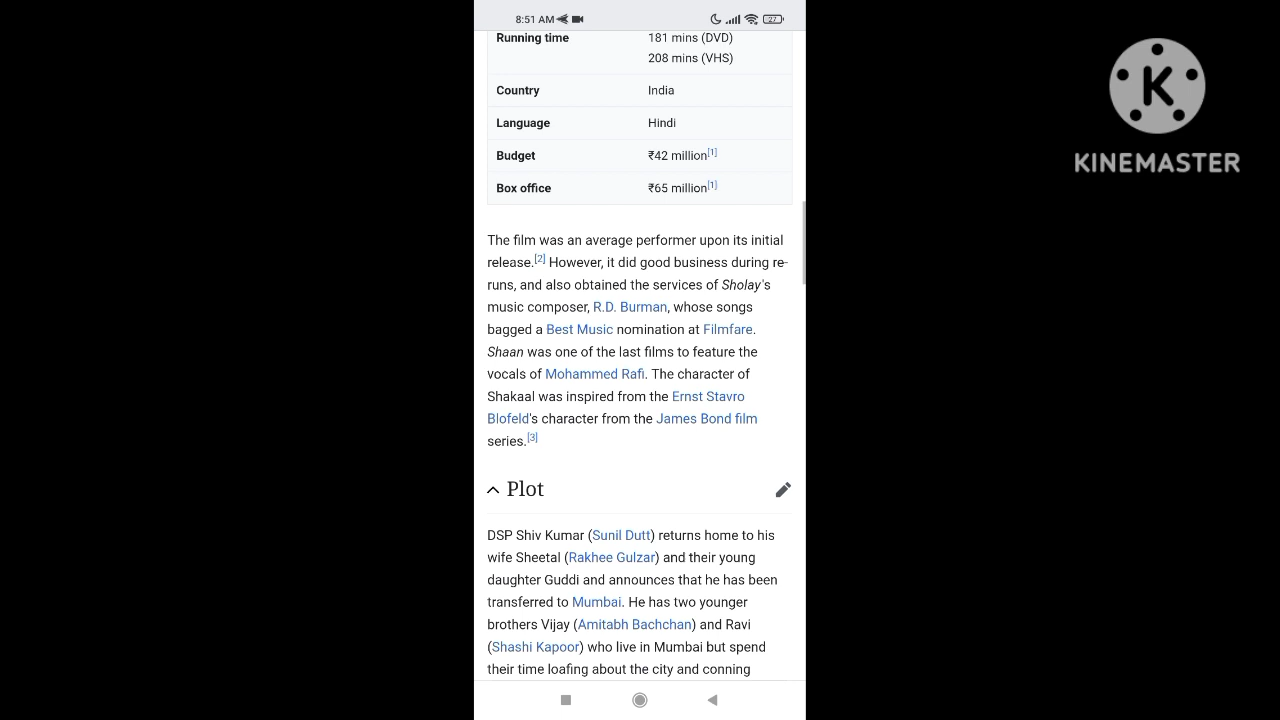 8:51 AM
27
Running time 181 mins (DVD)
208 mins (VHS)
Country India
Language Hindi
Budget ₹42 million[1]
Box office ₹65 million[1]
The film was an average performer upon its initial
release.[2] However, it did good business during re-
runs, and also obtained the services of Sholay's
music composer, R.D. Burman, whose songs
bagged a Best Music nomination at Filmfare.
Shaan was one of the last films to feature the
vocals of Mohammed Rafi. The character of
Shakaal was inspired from the Ernst Stavro
Blofeld's character from the James Bond film
series.[3]
Plot
DSP Shiv Kumar (Sunil Dutt) returns home to his
wife Sheetal (Rakhee Gulzar) and their young
daughter Guddi and announces that he has been
transferred to Mumbai. He has two younger
brothers Vijay (Amitabh Bachchan) and Ravi
(Shashi Kapoor) who live in Mumbai but spend
their time loafing about the city and conning
K
KINEMASTER